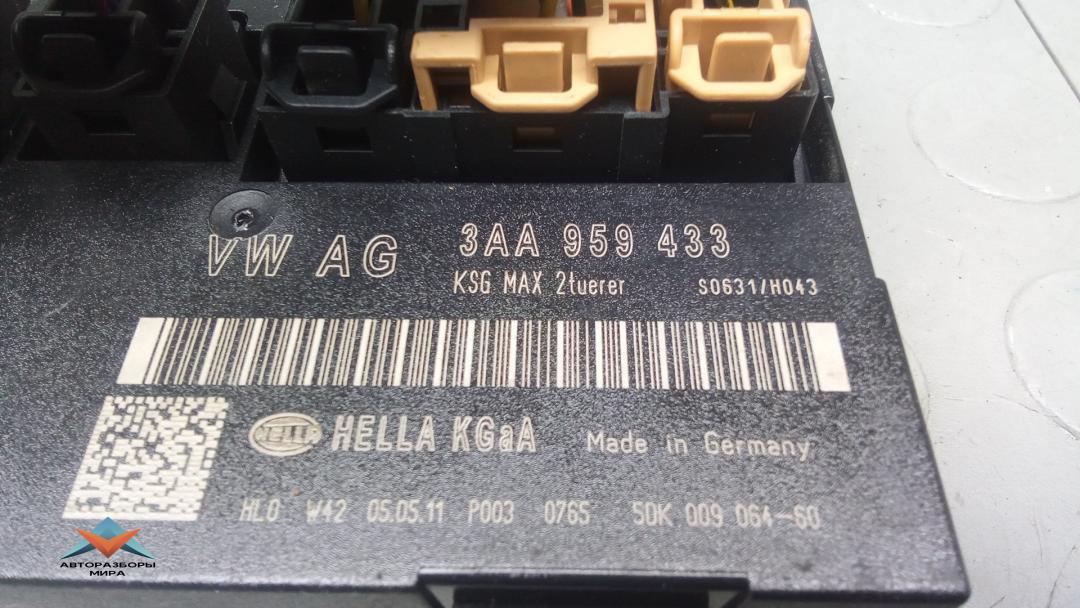 VW AG 3AA 959 433
KSG MAX 2tuerer S0631/H043
HELLA HELLA KGaA Made in Germany
HLO W42 05.05.11 P003 0765 5DK 009 064-60
АВТОРАЗБОРЫ
МИРА